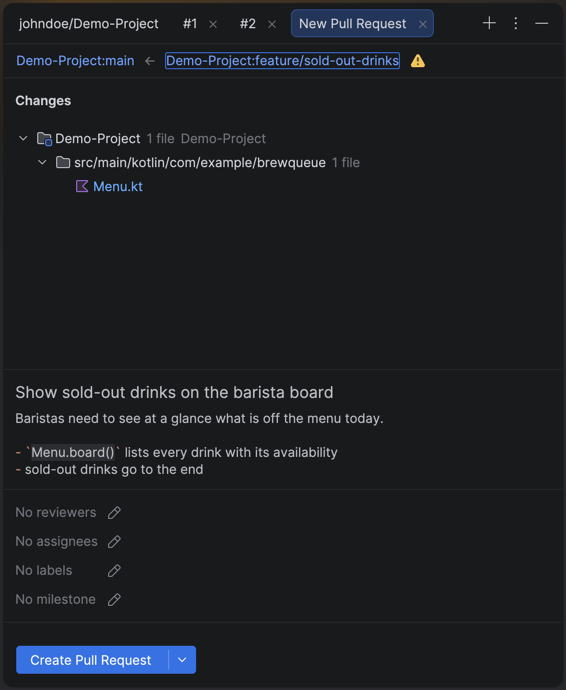 johndoe/Demo-Project #1 #2 New Pull Request
Demo-Project:main ← Demo-Project:feature/sold-out-drinks
Changes
Demo-Project 1 file Demo-Project
src/main/kotlin/com/example/brewqueue 1 file
Menu.kt
Show sold-out drinks on the barista board
Baristas need to see at a glance what is off the menu today.
- `Menu.board()` lists every drink with its availability
- sold-out drinks go to the end
No reviewers
No assignees
No labels
No milestone
Create Pull Request